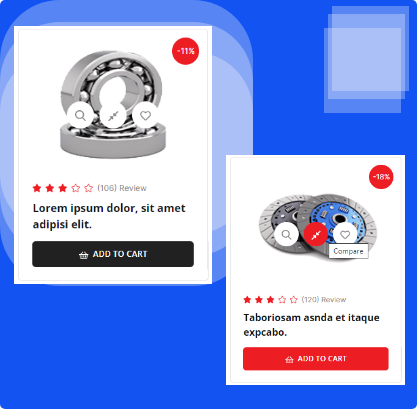 -11%
(106) Review
Lorem ipsum dolor, sit amet
adipisi elit.
ADD TO CART
-18%
Compare
(120) Review
Taboriosam asnda et itaque
expcabo.
ADD TO CART